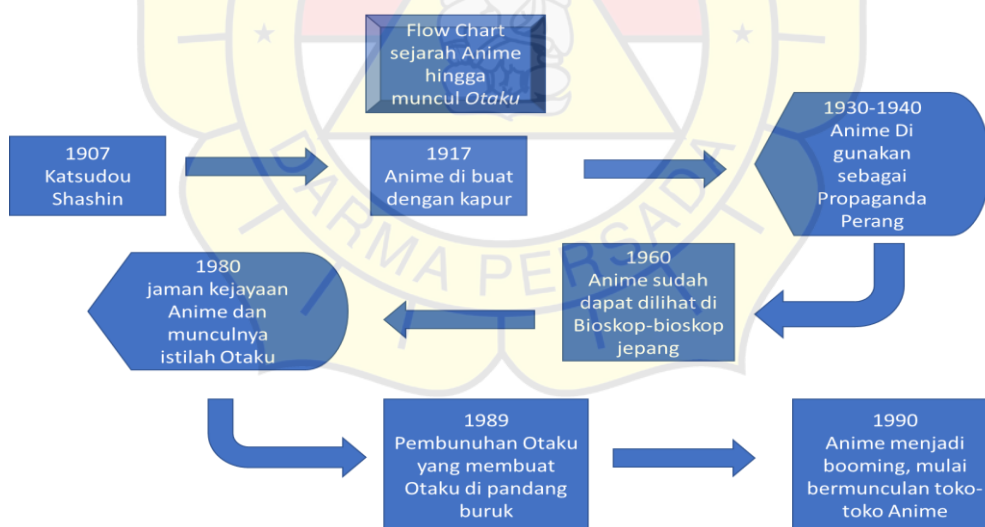 Flow Chart
sejarah Anime
hingga
muncul Otaku
1907
Katsudou
Shashin
1917
Anime di buat
dengan kapur
1930-1940
Anime Di
gunakan
sebagai
Propaganda
Perang
1960
Anime sudah
dapat dilihat di
Bioskop-bioskop
jepang
1980
jaman kejayaan
Anime dan
munculnya
istilah Otaku
1989
Pembunuhan Otaku
yang membuat
Otaku di pandang
buruk
1990
Anime menjadi
booming, mulai
bermunculan toko-
toko Anime
DARMA PERSADA